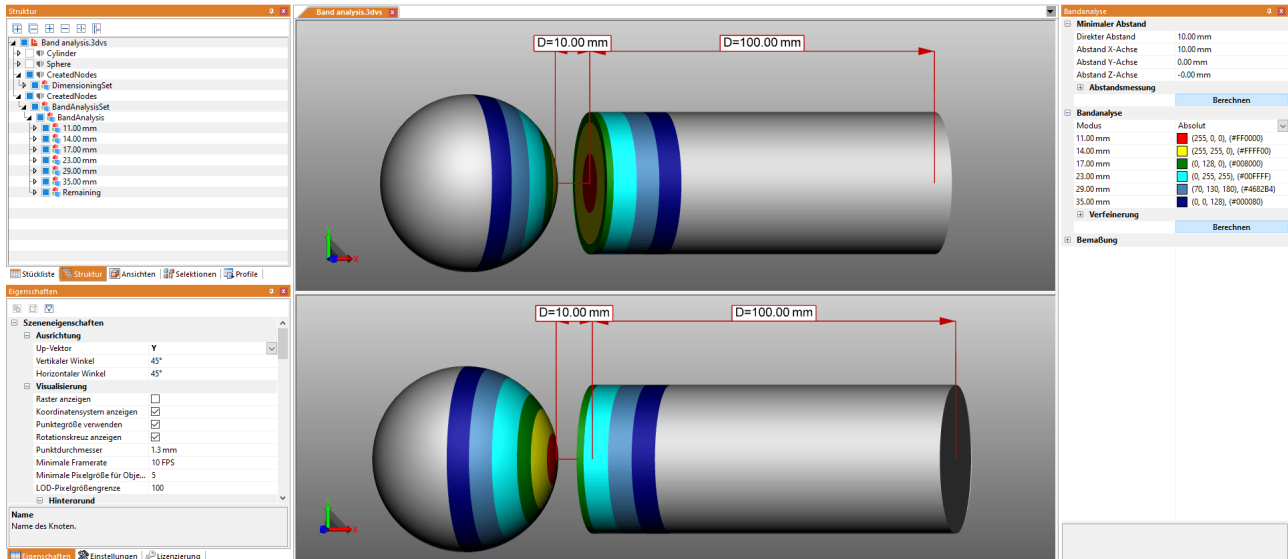 Struktur
Band analysis.3dvs
Cylinder
Sphere
CreatedNodes
DimensioningSet
CreatedNodes
BandAnalysisSet
BandAnalysis
11.00 mm
14.00 mm
17.00 mm
23.00 mm
29.00 mm
35.00 mm
Remaining
Stückliste Struktur Ansichten Selektionen Profile
Eigenschaften
Szeneneigenschaften
Ausrichtung
Up-Vektor Y
Vertikaler Winkel 45°
Horizontaler Winkel 45°
Visualisierung
Raster anzeigen
Koordinatensystem anzeigen
Punktegröße verwenden
Rotationskreuz anzeigen
Punktdurchmesser 1.3 mm
Minimale Framerate 10 FPS
Minimale Pixelgröße für Obje... 5
LOD-Pixelgrößengrenze 100
Hintergrund
Name
Name des Knoten.
Eigenschaften Einstellungen Lizenzierung
Band analysis.3dvs
D=10.00 mm D=100.00 mm
X
D=10.00 mm D=100.00 mm
X
Bandanalyse
Minimaler Abstand
Direkter Abstand 10.00 mm
Abstand X-Achse 10.00 mm
Abstand Y-Achse 0.00 mm
Abstand Z-Achse -0.00 mm
Abstandsmessung
Berechnen
Bandanalyse
Modus Absolut
11.00 mm (255, 0, 0), (#FF0000)
14.00 mm (255, 255, 0), (#FFFF00)
17.00 mm (0, 128, 0), (#008000)
23.00 mm (0, 255, 255), (#00FFFF)
29.00 mm (70, 130, 180), (#4682B4)
35.00 mm (0, 0, 128), (#000080)
Verfeinerung
Berechnen
Bemaßung